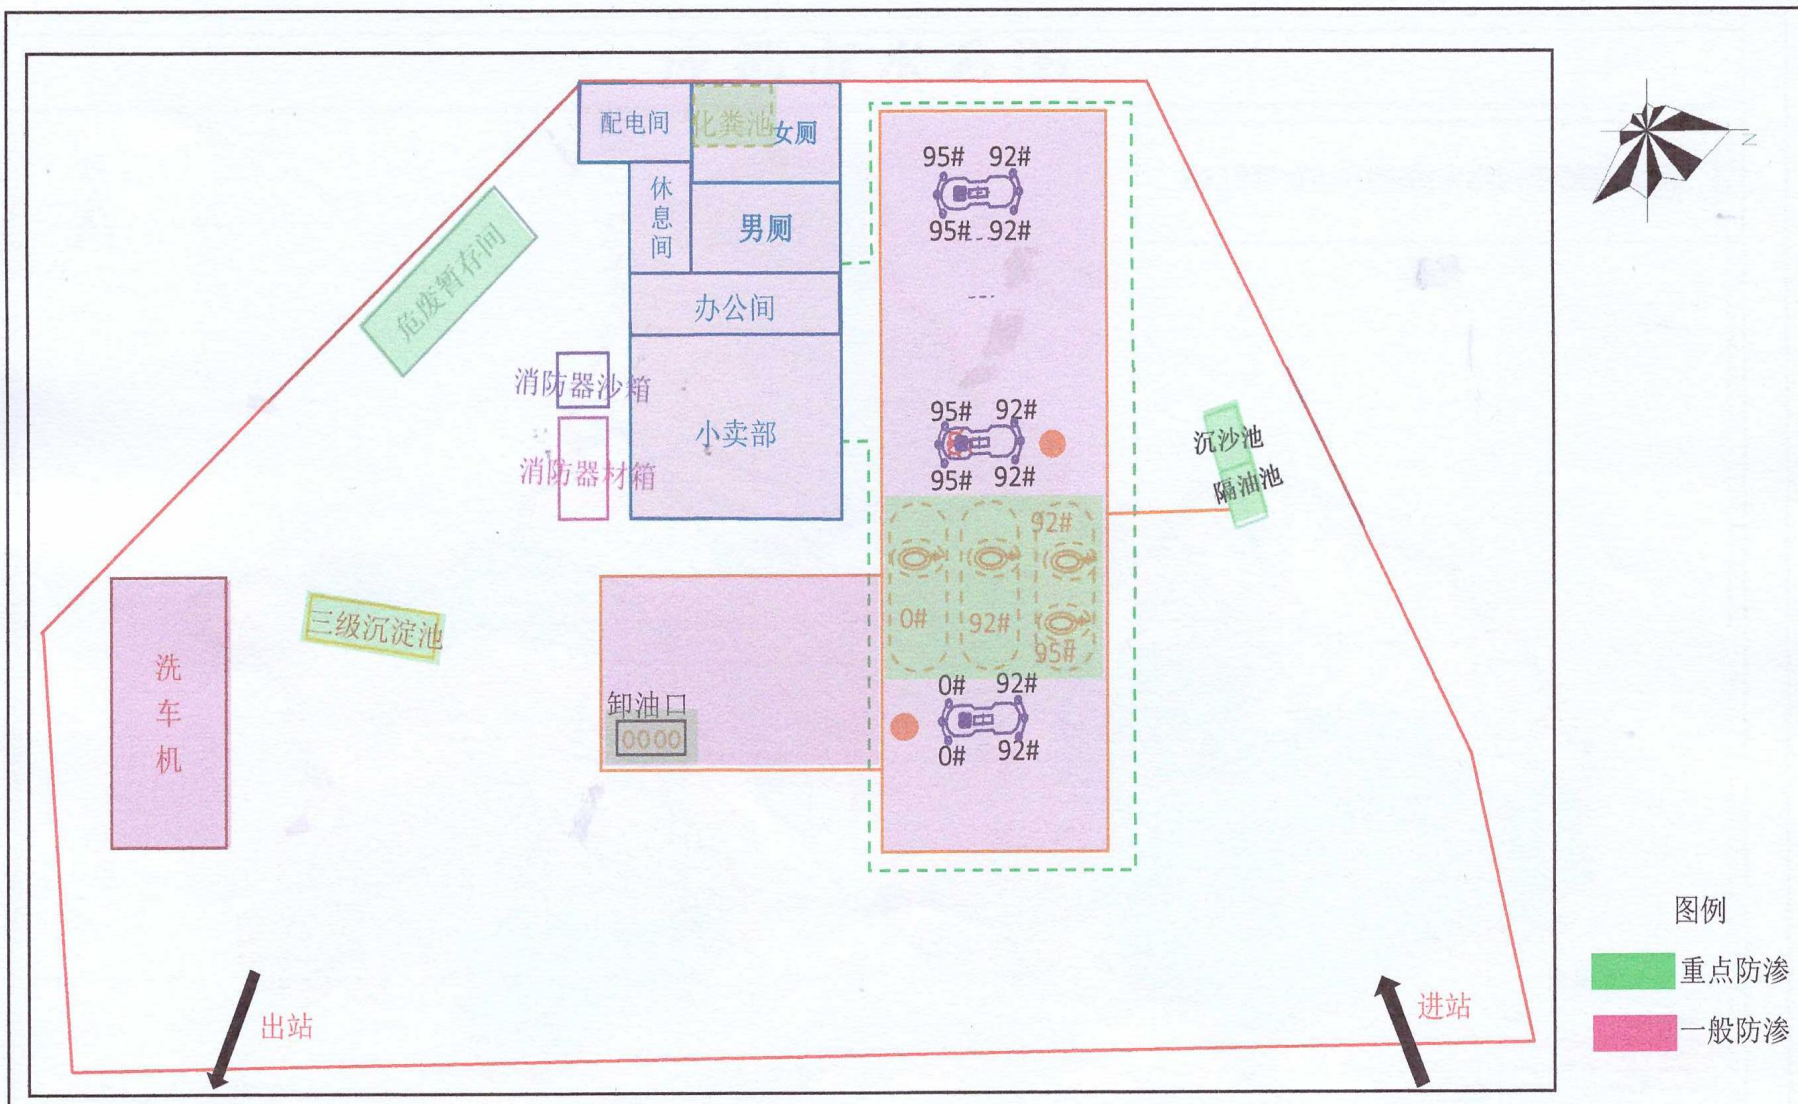 配电间
化粪池
女厕
休息间
男厕
办公间
小卖部
危废暂存间
消防器沙箱
消防器材箱
三级沉淀池
洗车机
卸油口
0000
95# 92#
95# 92#
95# 92#
95# 92#
92#
0#
92#
95#
0# 92#
0# 92#
沉沙池
隔油池
N
出站
进站
图例
重点防渗
一般防渗